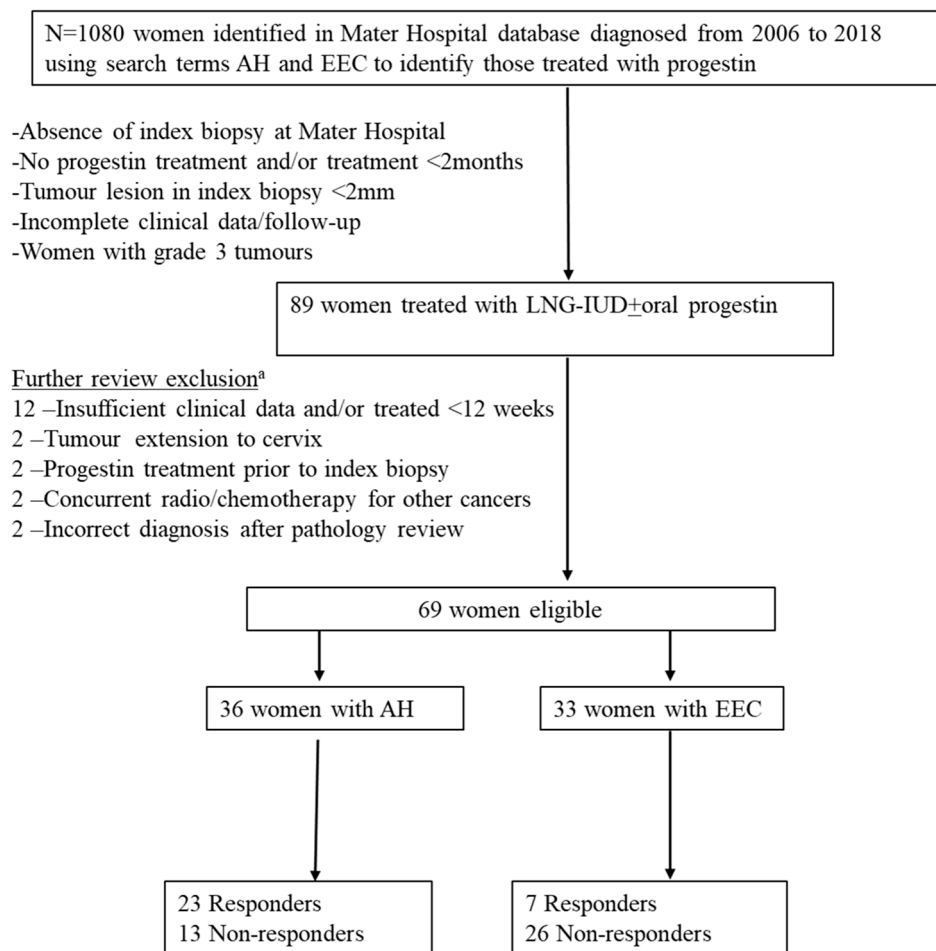 N=1080 women identified in Mater Hospital database diagnosed from 2006 to 2018
using search terms AH and EEC to identify those treated with progestin
-Absence of index biopsy at Mater Hospital
-No progestin treatment and/or treatment <2months
-Tumour lesion in index biopsy <2mm
-Incomplete clinical data/follow-up
-Women with grade 3 tumours
89 women treated with LNG-IUD±oral progestin
Further review exclusionᵃ
12 –Insufficient clinical data and/or treated <12 weeks
2 –Tumour extension to cervix
2 –Progestin treatment prior to index biopsy
2 –Concurrent radio/chemotherapy for other cancers
2 –Incorrect diagnosis after pathology review
69 women eligible
36 women with AH
33 women with EEC
23 Responders
13 Non-responders
7 Responders
26 Non-responders